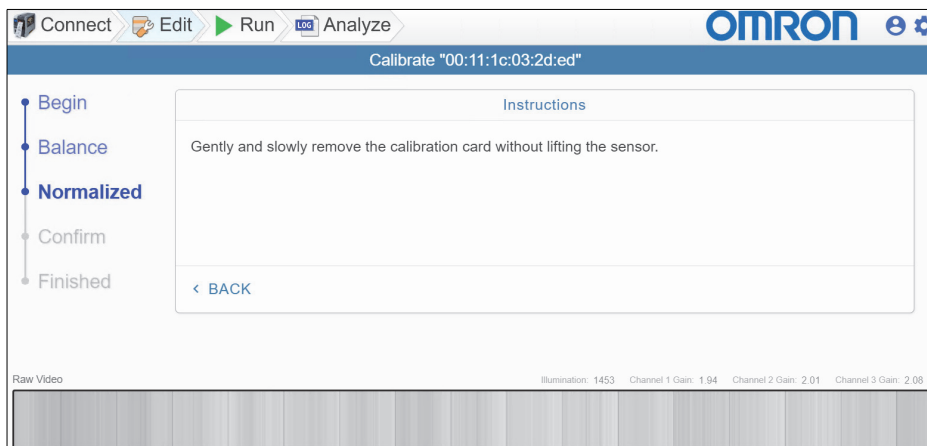 Connect Edit Run LOG Analyze OMRON
Calibrate "00:11:1c:03:2d:ed"
Begin
Balance
Normalized
Confirm
Finished
Instructions
Gently and slowly remove the calibration card without lifting the sensor.
< BACK
Raw Video Illumination: 1453 Channel 1 Gain: 1.94 Channel 2 Gain: 2.01 Channel 3 Gain: 2.08